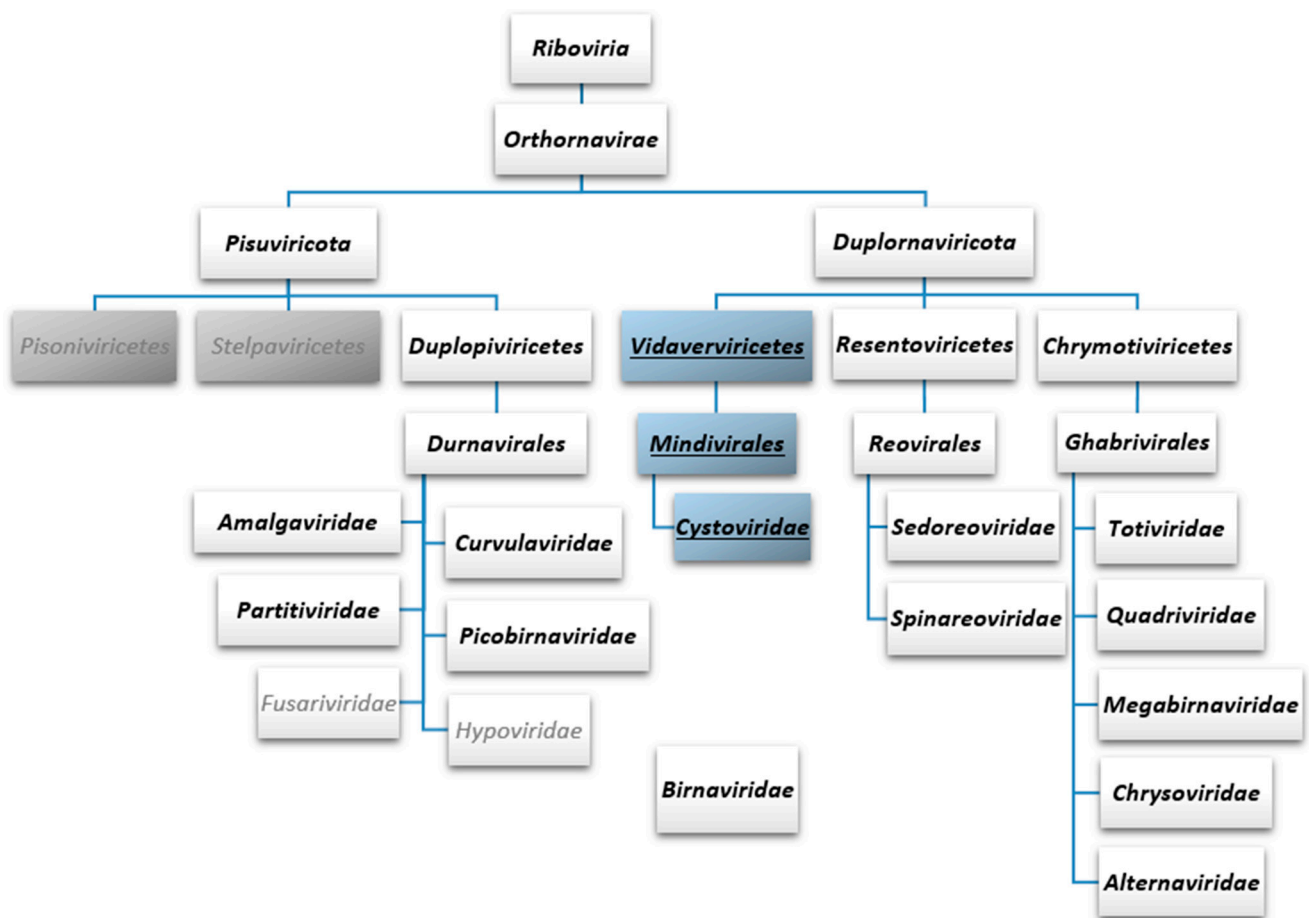 Riboviria
Orthornavirae
Pisuviricota
Duplornaviricota
Pisoniviricetes
Stelpaviricetes
Duplopiviricetes
Vidaverviricetes
Resentoviricetes
Chrymotiviricetes
Durnavirales
Mindivirales
Reovirales
Ghabrivirales
Amalgaviridae
Curvulaviridae
Cystoviridae
Sedoreoviridae
Totiviridae
Partitiviridae
Picobirnaviridae
Spinareoviridae
Quadriviridae
Fusariviridae
Hypoviridae
Megabirnaviridae
Birnaviridae
Chrysoviridae
Alternaviridae